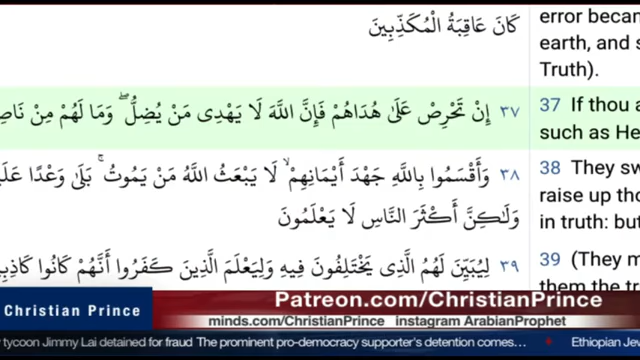 كَانَ عَاقِبَةُ الْمُكَذِّبِينَ
error becam
earth, and s
Truth).
٣٧ إِنْ تَحْرِصْ عَلَىٰ هُدَاهُمْ فَإِنَّ اللَّهَ لَا يَهْدِي مَنْ يُضِلُّ ۖ وَمَا لَهُمْ مِنْ نَاصِ
37 If thou a
such as He
٣٨ وَأَقْسَمُوا بِاللَّهِ جَهْدَ أَيْمَانِهِمْ ۙ لَا يَبْعَثُ اللَّهُ مَنْ يَمُوتُ ۚ بَلَىٰ وَعْدًا عَلَي
وَلَٰكِنَّ أَكْثَرَ النَّاسِ لَا يَعْلَمُونَ
38 They sw
raise up tho
in truth: but
٣٩ لِيُبَيِّنَ لَهُمُ الَّذِي يَخْتَلِفُونَ فِيهِ وَلِيَعْلَمَ الَّذِينَ كَفَرُوا أَنَّهُمْ كَانُوا كَاذِبِ
39 (They m
them the tr
Christian Prince
Patreon.com/ChristianPrince
minds.com/ChristianPrince instagram ArabianProphet
tycoon Jimmy Lai detained for fraud The prominent pro-democracy supporter's detention comes... Ethiopian Jew